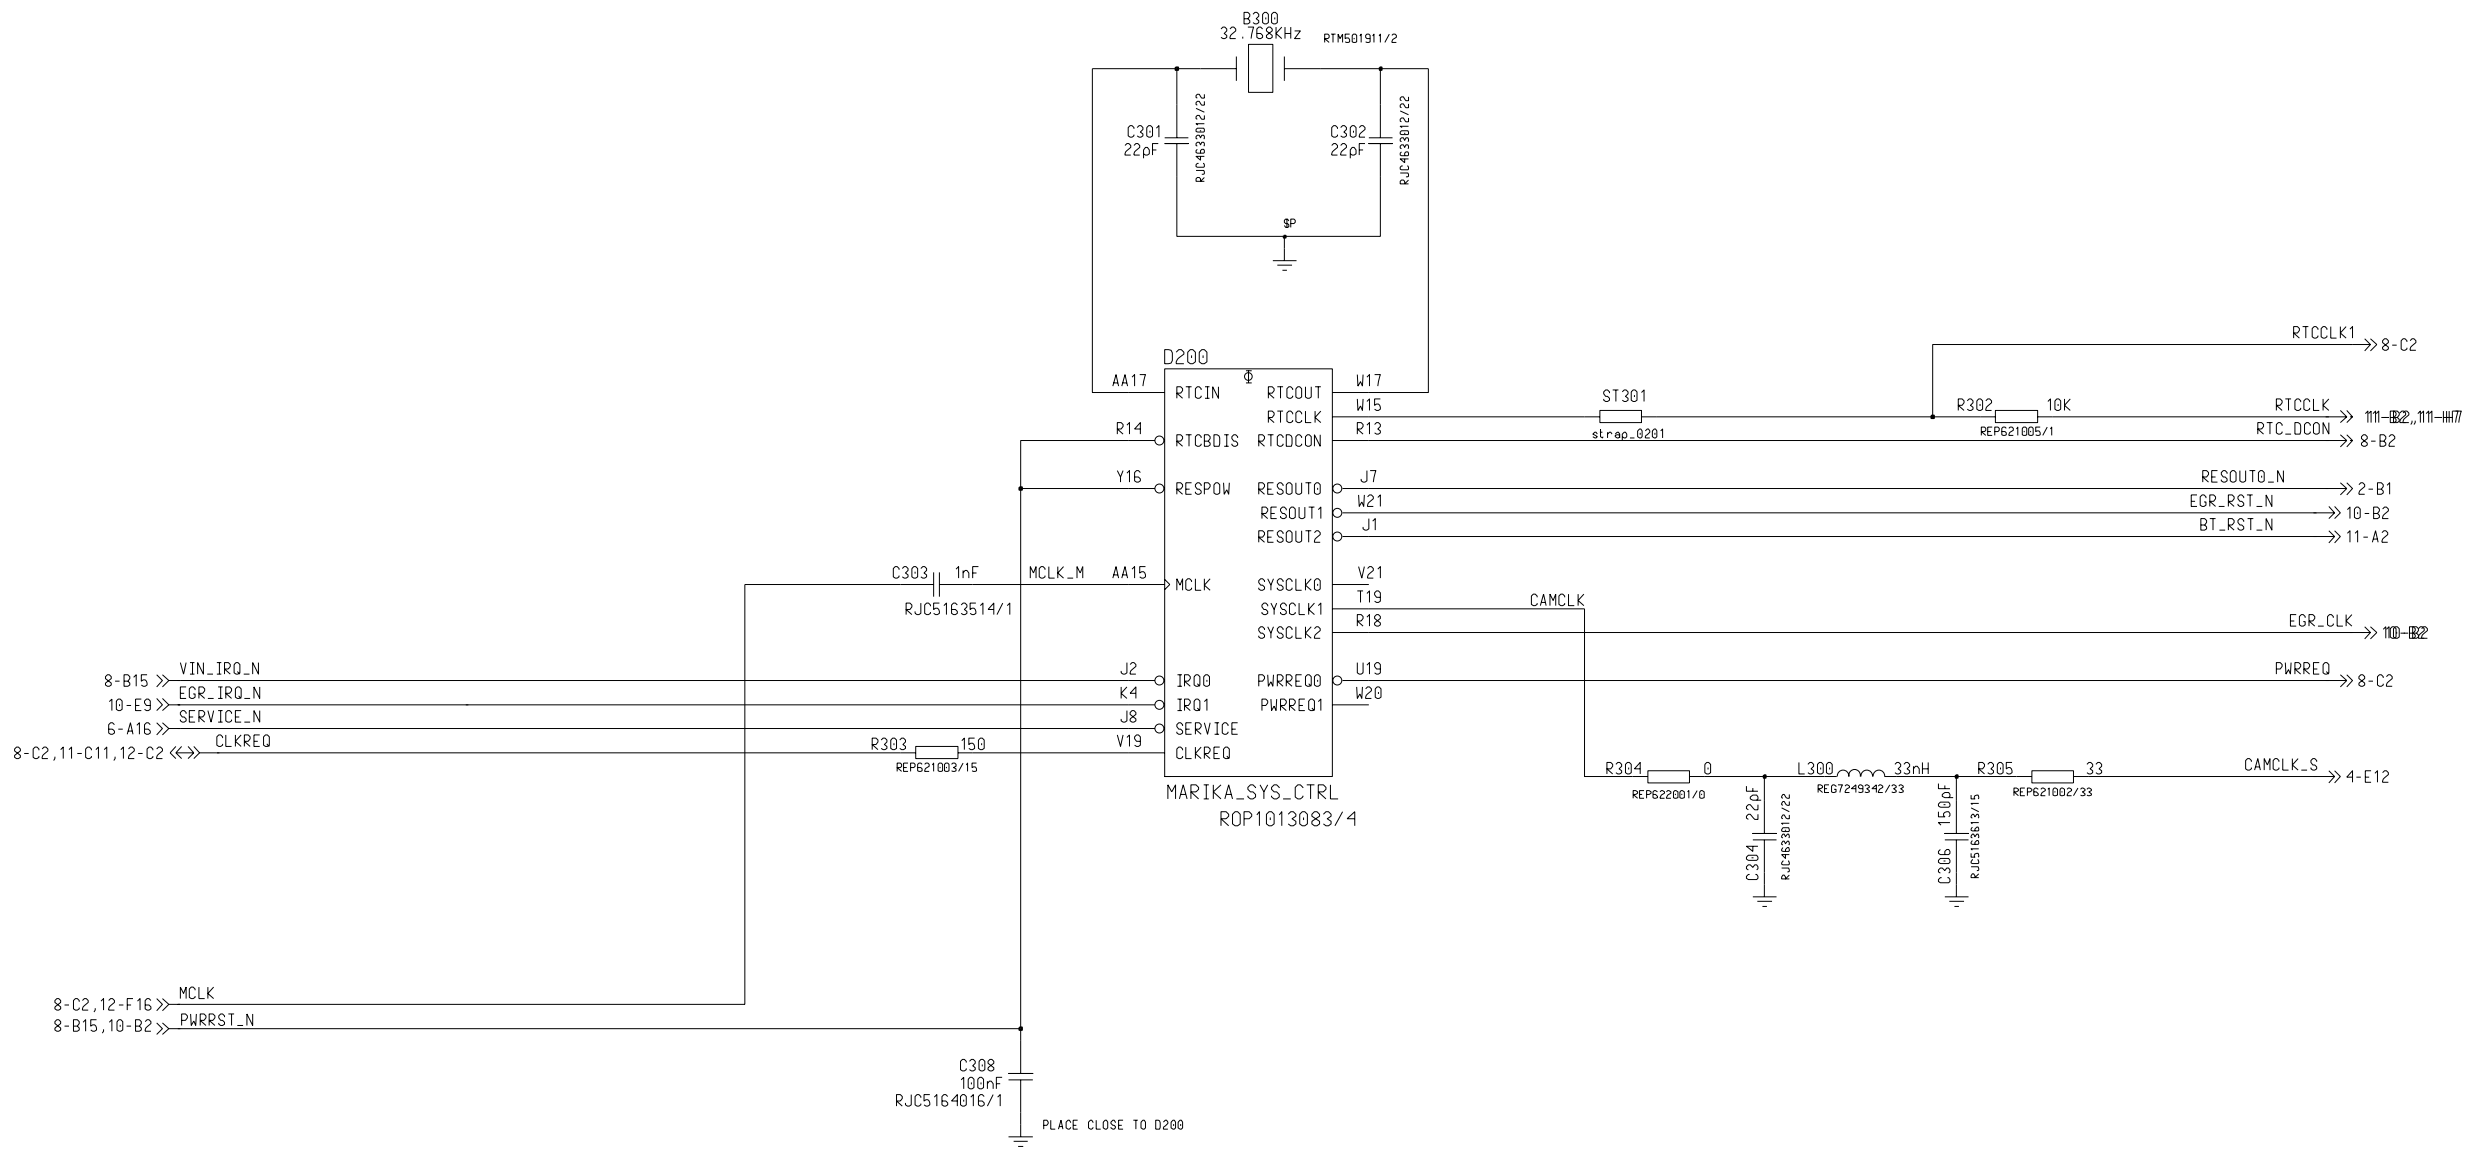 B300
32.768KHz
RTM501911/2
C301
22pF
RJC4633012/22
C302
22pF
RJC4633012/22
$P
RTCCLK1
8-C2
D200
AA17
RTCIN
RTCOUT
W17
RTCCLK
W15
ST301
strap_0201
R302
10K
REP621005/1
RTCCLK
R14
RTCBDIS
RTCDCON
R13
RTC_DCON
8-B2
Y16
RESPOW
RESOUT0
J7
RESOUT0_N
2-B1
RESOUT1
W21
EGR_RST_N
10-B2
RESOUT2
J1
BT_RST_N
11-A2
C303
1nF
RJC5163514/1
MCLK_M
AA15
MCLK
SYSCLK0
V21
SYSCLK1
T19
CAMCLK
SYSCLK2
R18
EGR_CLK
10-B2
8-B15
VIN_IRQ_N
J2
IRQ0
PWRREQ0
U19
PWRREQ
8-C2
10-E9
EGR_IRQ_N
K4
IRQ1
PWRREQ1
W20
6-A16
SERVICE_N
J8
SERVICE
8-C2,11-C11,12-C2
CLKREQ
R303
150
REP621003/15
V19
CLKREQ
MARIKA_SYS_CTRL
ROP1013083/4
R304
0
REP622001/0
L300
33nH
REG7249342/33
R305
33
REP621002/33
CAMCLK_S
4-E12
C304
22pF
RJC4633012/22
C306
150pF
RJC5163613/15
8-C2,12-F16
MCLK
8-B15,10-B2
PWRRST_N
C308
100nF
RJC5164016/1
PLACE CLOSE TO D200